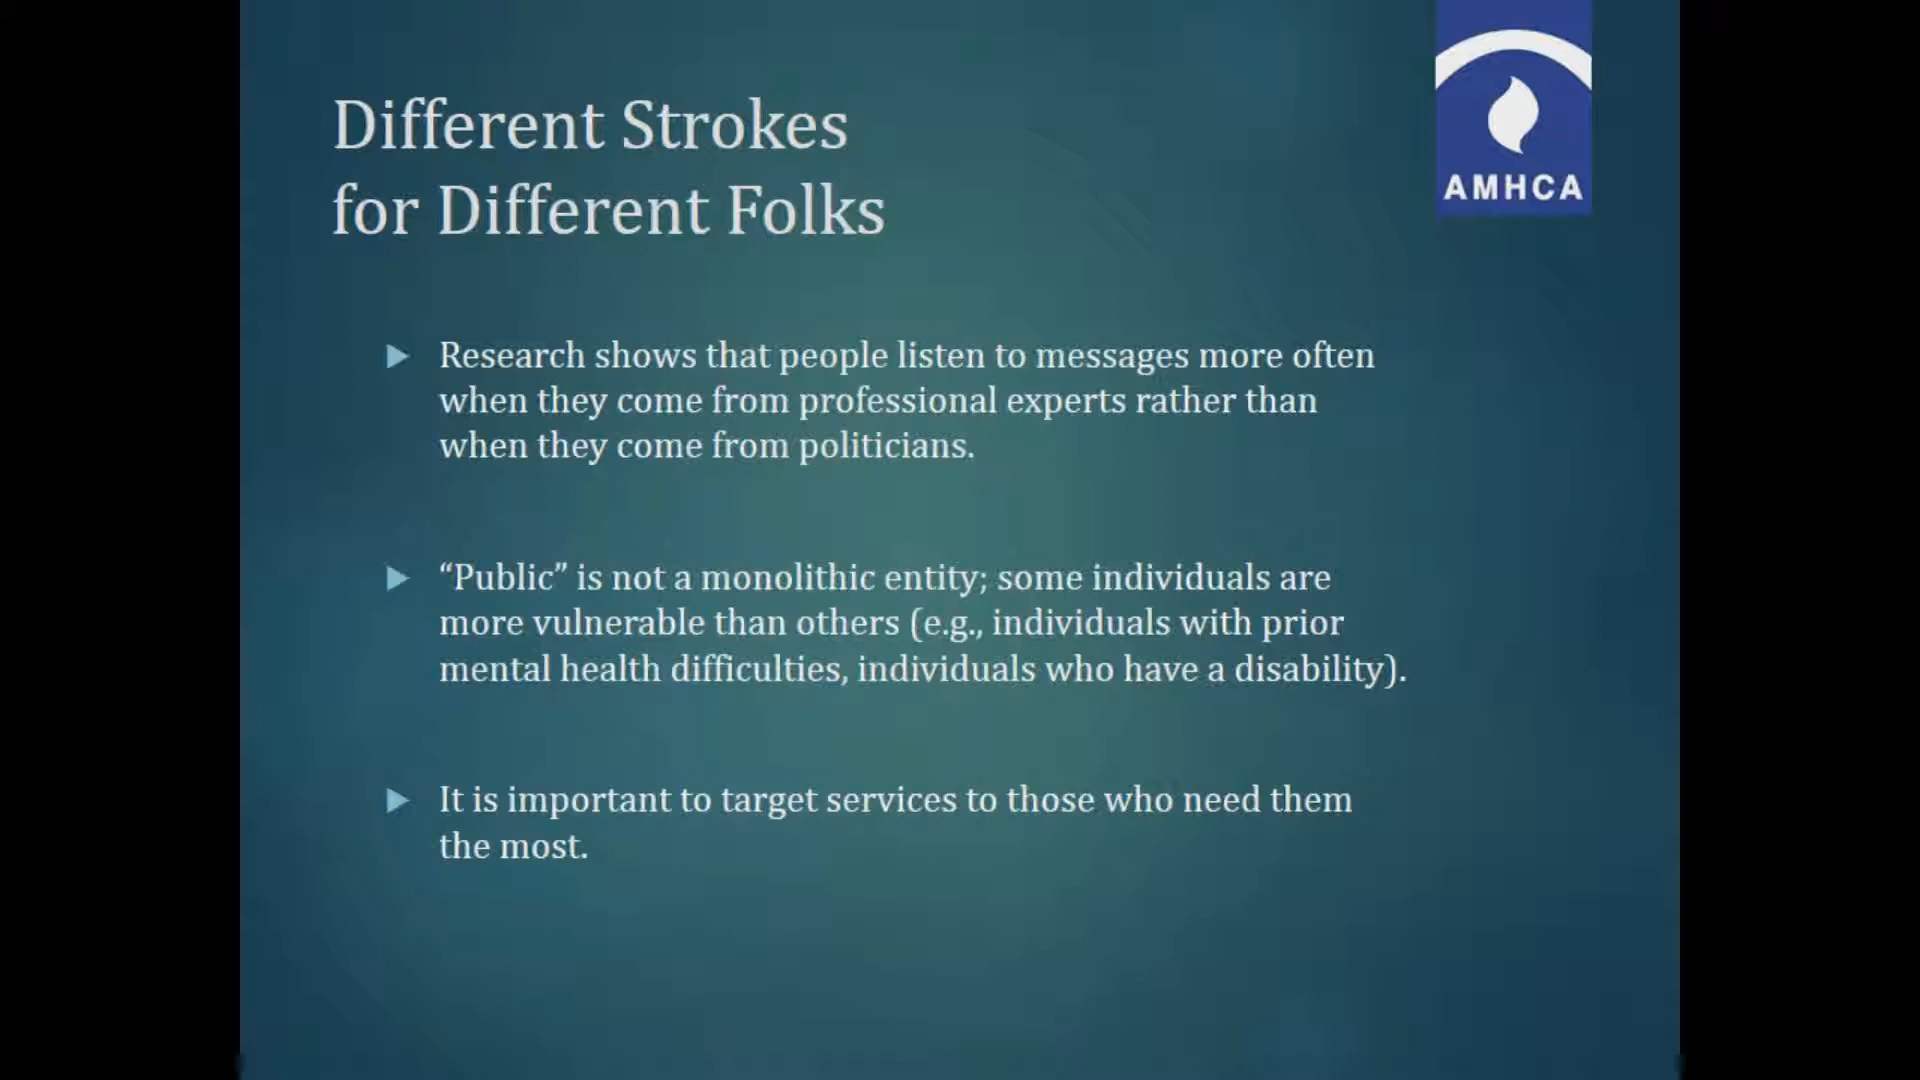 Different Strokes
for Different Folks
AMHCA
Research shows that people listen to messages more often
when they come from professional experts rather than
when they come from politicians.
“Public” is not a monolithic entity; some individuals are
more vulnerable than others (e.g., individuals with prior
mental health difficulties, individuals who have a disability).
It is important to target services to those who need them
the most.